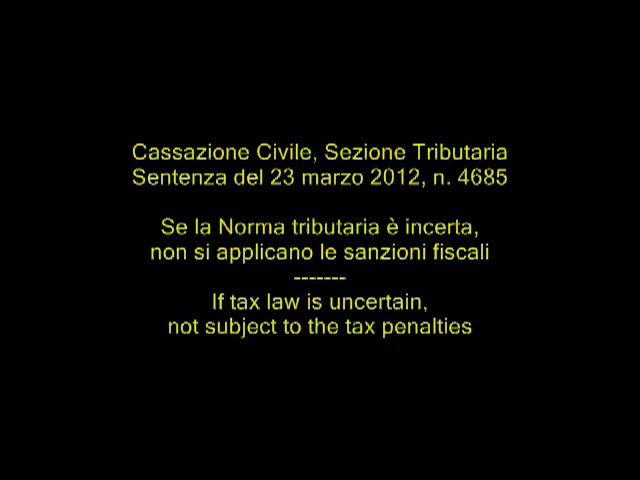 Cassazione Civile, Sezione Tributaria
Sentenza del 23 marzo 2012, n. 4685
Se la Norma tributaria è incerta,
non si applicano le sanzioni fiscali
-------
If tax law is uncertain,
not subject to the tax penalties